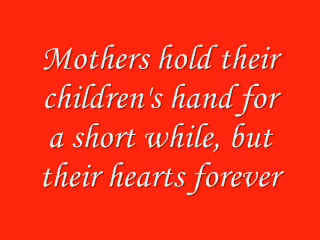 Mothers hold their
children's hand for
a short while, but
their hearts forever